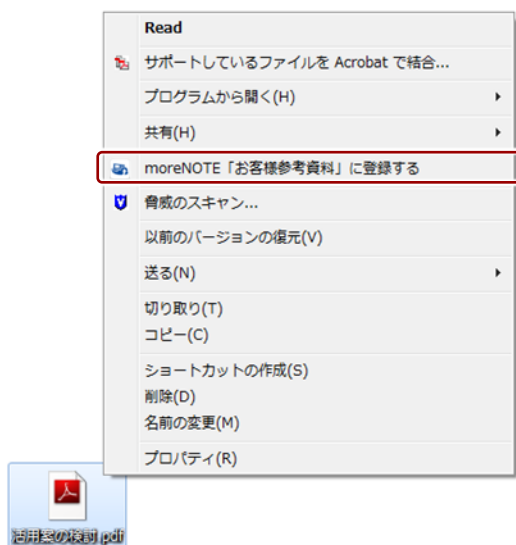 Read
サポートしているファイルを Acrobat で結合...
プログラムから開く(H)
共有(H)
moreNOTE「お客様参考資料」に登録する
脅威のスキャン...
以前のバージョンの復元(V)
送る(N)
切り取り(T)
コピー(C)
ショートカットの作成(S)
削除(D)
名前の変更(M)
プロパティ(R)
活用案の検討.pdf